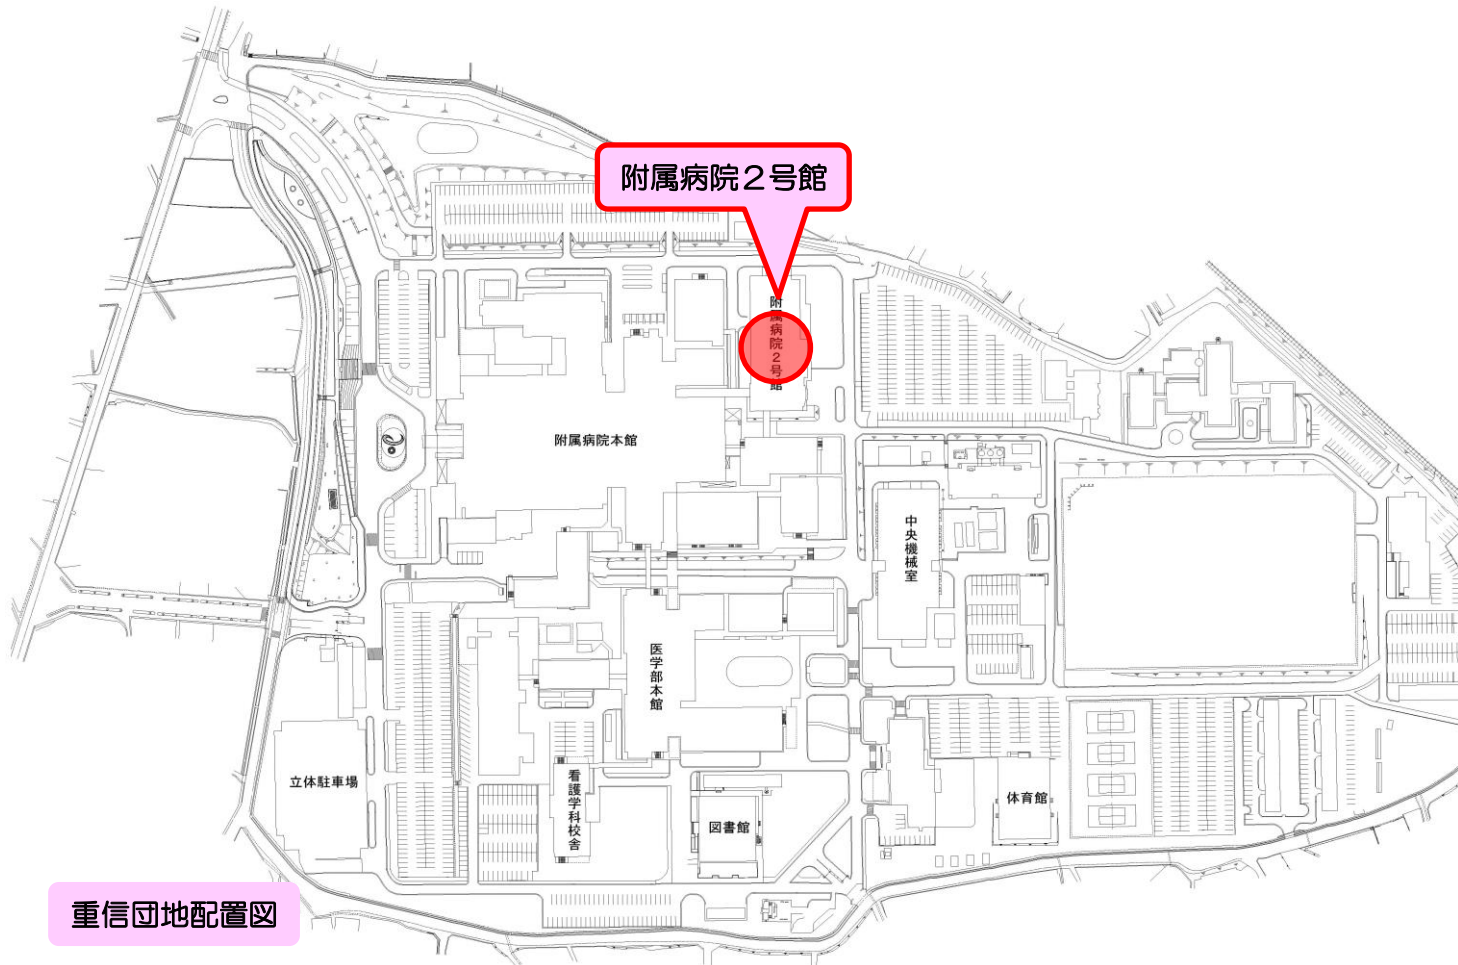 附属病院２号館
附属病院２号館
附属病院本館
中央機械室
医学部本館
立体駐車場
看護学科校舎
体育館
図書館
重信団地配置図